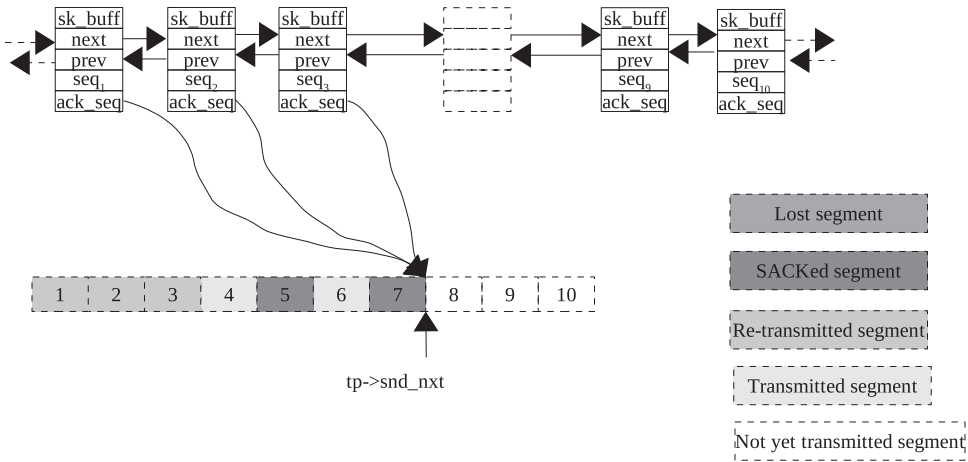 sk_buff
next
prev
seq1
ack_seq
sk_buff
next
prev
seq2
ack_seq
sk_buff
next
prev
seq3
ack_seq
sk_buff
next
prev
seq9
ack_seq
sk_buff
next
prev
seq10
ack_seq
1 2 3 4 5 6 7 8 9 10
tp->snd_nxt
Lost segment
SACKed segment
Re-transmitted segment
Transmitted segment
Not yet transmitted segment